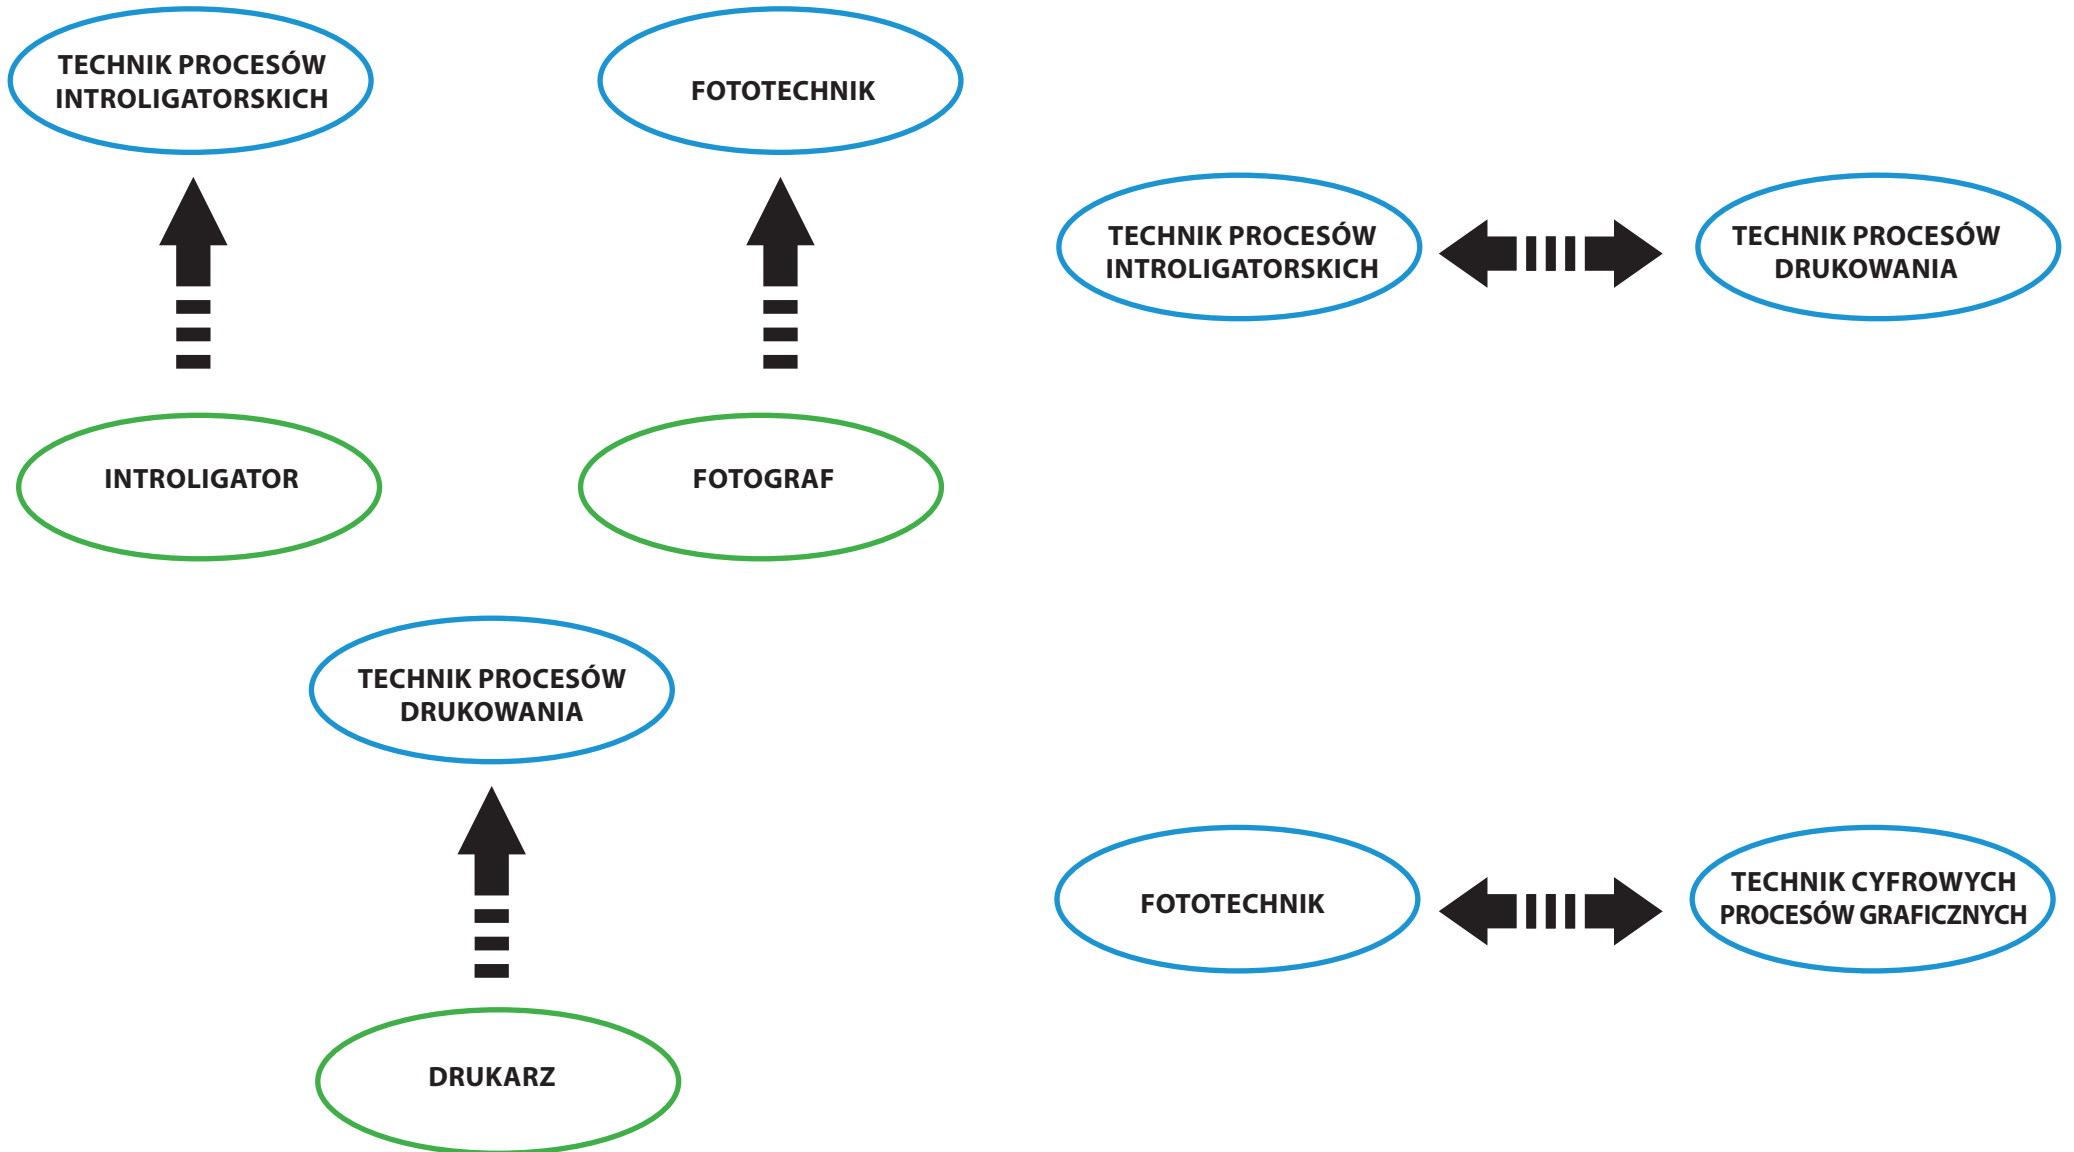 TECHNIK PROCESÓW
INTROLIGATORSKICH
FOTOTECHNIK
INTROLIGATOR
FOTOGRAF
TECHNIK PROCESÓW
DRUKOWANIA
DRUKARZ
TECHNIK PROCESÓW
INTROLIGATORSKICH
TECHNIK PROCESÓW
DRUKOWANIA
FOTOTECHNIK
TECHNIK CYFROWYCH
PROCESÓW GRAFICZNYCH